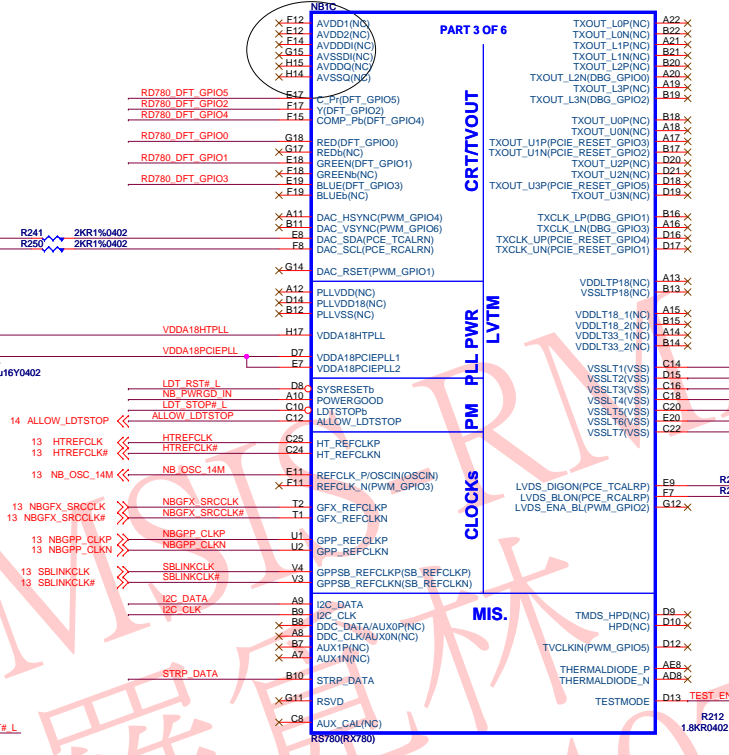 NB1C
PART 3 OF 6
F12 AVDD1(NC)
E12 AVDD2(NC)
F14 AVDDDI(NC)
G15 AVSSDI(NC)
H15 AVDDQ(NC)
H14 AVSSQ(NC)
RD780_DFT_GPIO5 E17 C_Pr(DFT_GPIO5)
RD780_DFT_GPIO2 F17 Y(DFT_GPIO2)
RD780_DFT_GPIO4 F15 COMP_Pb(DFT_GPIO4)
RD780_DFT_GPIO0 G18 RED(DFT_GPIO0)
G17 REDb(NC)
RD780_DFT_GPIO1 E18 GREEN(DFT_GPIO1)
F18 GREENb(NC)
RD780_DFT_GPIO3 E19 BLUE(DFT_GPIO3)
F19 BLUEb(NC)
A11 DAC_HSYNC(PWM_GPIO4)
B11 DAC_VSYNC(PWM_GPIO6)
R241 2KR1%0402 E8 DAC_SDA(PCE_TCALRN)
R250 2KR1%0402 F8 DAC_SCL(PCE_RCALRN)
G14 DAC_RSET(PWM_GPIO1)
A12 PLLVDD(NC)
D14 PLLVDD18(NC)
B12 PLLVSS(NC)
VDDA18HTPLL H17 VDDA18HTPLL
VDDA18PCIEPLL D7 VDDA18PCIEPLL1
E7 VDDA18PCIEPLL2
u16Y0402
LDT_RST#_L D8 SYSRESETb
NB_PWRGD_IN A10 POWERGOOD
LDT_STOP#_L C10 LDTSTOPb
14 ALLOW_LDTSTOP ALLOW_LDTSTOP C12 ALLOW_LDTSTOP
13 HTREFCLK HTREFCLK C25 HT_REFCLKP
13 HTREFCLK# HTREFCLK# C24 HT_REFCLKN
13 NB_OSC_14M NB_OSC_14M E11 REFCLK_P/OSCIN(OSCIN)
F11 REFCLK_N(PWM_GPIO3)
13 NBGFX_SRCCLK NBGFX_SRCCLK T2 GFX_REFCLKP
13 NBGFX_SRCCLK# NBGFX_SRCCLK# T1 GFX_REFCLKN
13 NBGPP_CLKP NBGPP_CLKP U1 GPP_REFCLKP
13 NBGPP_CLKN NBGPP_CLKN U2 GPP_REFCLKN
13 SBLINKCLK SBLINKCLK V4 GPPSB_REFCLKP(SB_REFCLKP)
13 SBLINKCLK# SBLINKCLK# V3 GPPSB_REFCLKN(SB_REFCLKN)
I2C_DATA A9 I2C_DATA
I2C_CLK B9 I2C_CLK
B8 DDC_DATA/AUX0P(NC)
A8 DDC_CLK/AUX0N(NC)
B7 AUX1P(NC)
A7 AUX1N(NC)
STRP_DATA B10 STRP_DATA
G11 RSVD
C8 AUX_CAL(NC)
#_L
RS780(RX780)
CRT/TVOUT
PLL PWR
LVTM
PM
CLOCKs
MIS.
TXOUT_L0P(NC) A22
TXOUT_L0N(NC) B22
TXOUT_L1P(NC) A21
TXOUT_L1N(NC) B21
TXOUT_L2P(NC) B20
TXOUT_L2N(DBG_GPIO0) A20
TXOUT_L3P(NC) A19
TXOUT_L3N(DBG_GPIO2) B19
TXOUT_U0P(NC) B18
TXOUT_U0N(NC) A18
TXOUT_U1P(PCIE_RESET_GPIO3) A17
TXOUT_U1N(PCIE_RESET_GPIO2) B17
TXOUT_U2P(NC) D20
TXOUT_U2N(NC) D21
TXOUT_U3P(PCIE_RESET_GPIO5) D18
TXOUT_U3N(NC) D19
TXCLK_LP(DBG_GPIO1) B16
TXCLK_LN(DBG_GPIO3) A16
TXCLK_UP(PCIE_RESET_GPIO4) D16
TXCLK_UN(PCIE_RESET_GPIO1) D17
VDDLTP18(NC) A13
VSSLTP18(NC) B13
VDDLT18_1(NC) A15
VDDLT18_2(NC) B15
VDDLT33_1(NC) A14
VDDLT33_2(NC) B14
VSSLT1(VSS) C14
VSSLT2(VSS) D15
VSSLT3(VSS) C16
VSSLT4(VSS) C18
VSSLT5(VSS) C20
VSSLT6(VSS) E20
VSSLT7(VSS) C22
LVDS_DIGON(PCE_TCALRP) E9
LVDS_BLON(PCE_RCALRP) F7
LVDS_ENA_BL(PWM_GPIO2) G12
TMDS_HPD(NC) D9
HPD(NC) D10
TVCLKIN(PWM_GPIO5) D12
THERMALDIODE_P AE8
THERMALDIODE_N AD8
TESTMODE D13 TEST_EN
R212
1.8KR0402
MSIS-RM
羅寬林